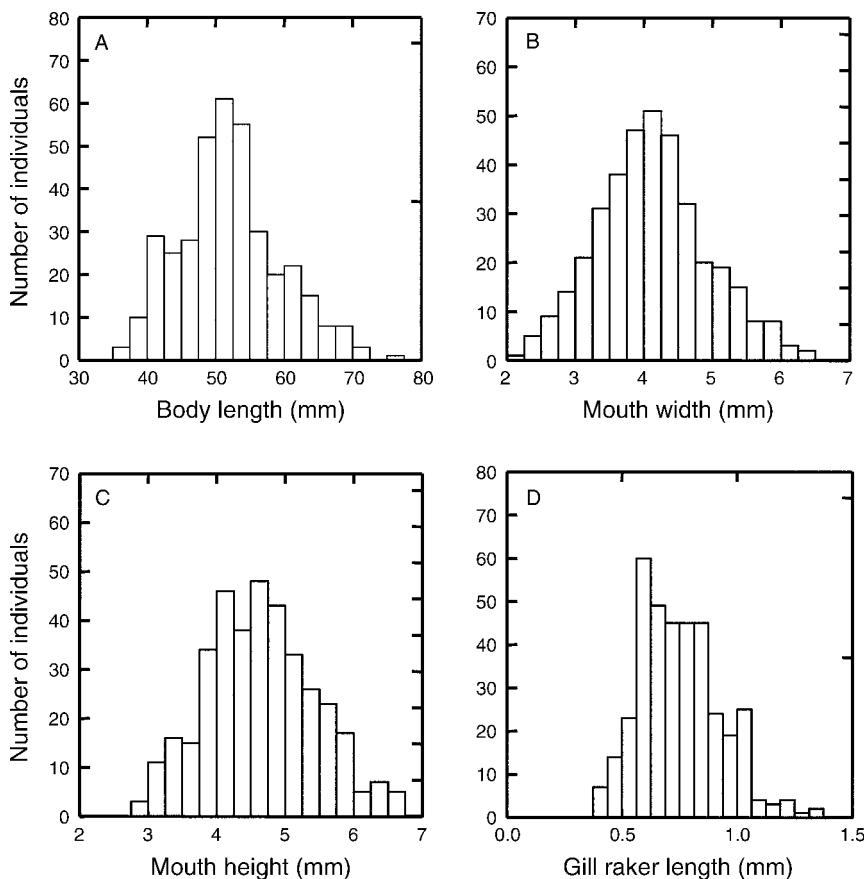 A
80
70
60
50
40
30
20
10
0
30 40 50 60 70 80
Body length (mm)
Number of individuals
B
70
60
50
40
30
20
10
0
2 3 4 5 6 7
Mouth width (mm)
C
70
60
50
40
30
20
10
0
2 3 4 5 6 7
Mouth height (mm)
Number of individuals
D
80
70
60
50
40
30
20
10
0
0.0 0.5 1.0 1.5
Gill raker length (mm)